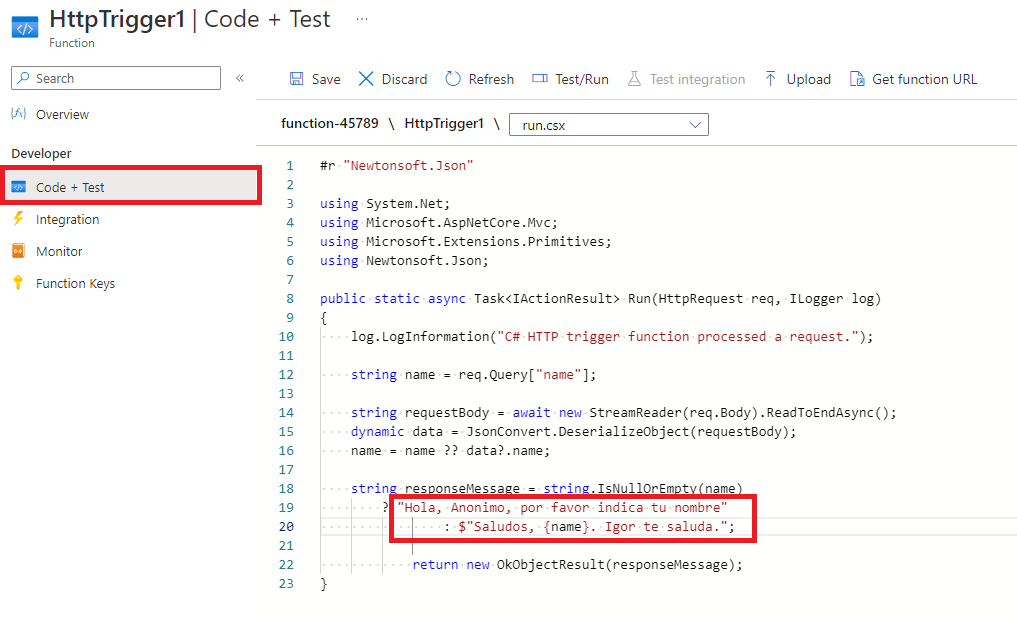 HttpTrigger1 | Code + Test ...
Function
Search «
Save Discard Refresh Test/Run Test integration Upload Get function URL
Overview
Developer
Code + Test
Integration
Monitor
Function Keys
function-45789 \ HttpTrigger1 \ run.csx
1 #r "Newtonsoft.Json"
2
3 using System.Net;
4 using Microsoft.AspNetCore.Mvc;
5 using Microsoft.Extensions.Primitives;
6 using Newtonsoft.Json;
7
8 public static async Task<IActionResult> Run(HttpRequest req, ILogger log)
9 {
10 log.LogInformation("C# HTTP trigger function processed a request.");
11
12 string name = req.Query["name"];
13
14 string requestBody = await new StreamReader(req.Body).ReadToEndAsync();
15 dynamic data = JsonConvert.DeserializeObject(requestBody);
16 name = name ?? data?.name;
17
18 string responseMessage = string.IsNullOrEmpty(name)
19 ? "Hola, Anonimo, por favor indica tu nombre"
20 : $"Saludos, {name}. Igor te saluda.";
21
22 return new OkObjectResult(responseMessage);
23 }